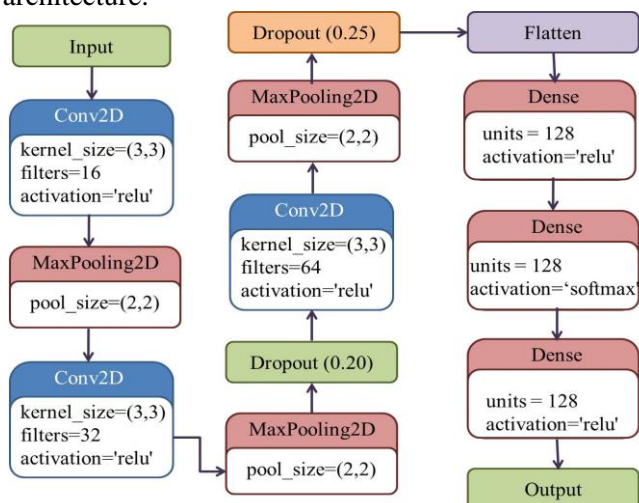 architecture.
Input
Conv2D
kernel_size=(3,3)
filters=16
activation='relu'
MaxPooling2D
pool_size=(2,2)
Conv2D
kernel_size=(3,3)
filters=32
activation='relu'
MaxPooling2D
pool_size=(2,2)
Dropout (0.20)
Conv2D
kernel_size=(3,3)
filters=64
activation='relu'
MaxPooling2D
pool_size=(2,2)
Dropout (0.25)
Flatten
Dense
units = 128
activation='relu'
Dense
units = 128
activation=‘softmax'
Dense
units = 128
activation='relu'
Output